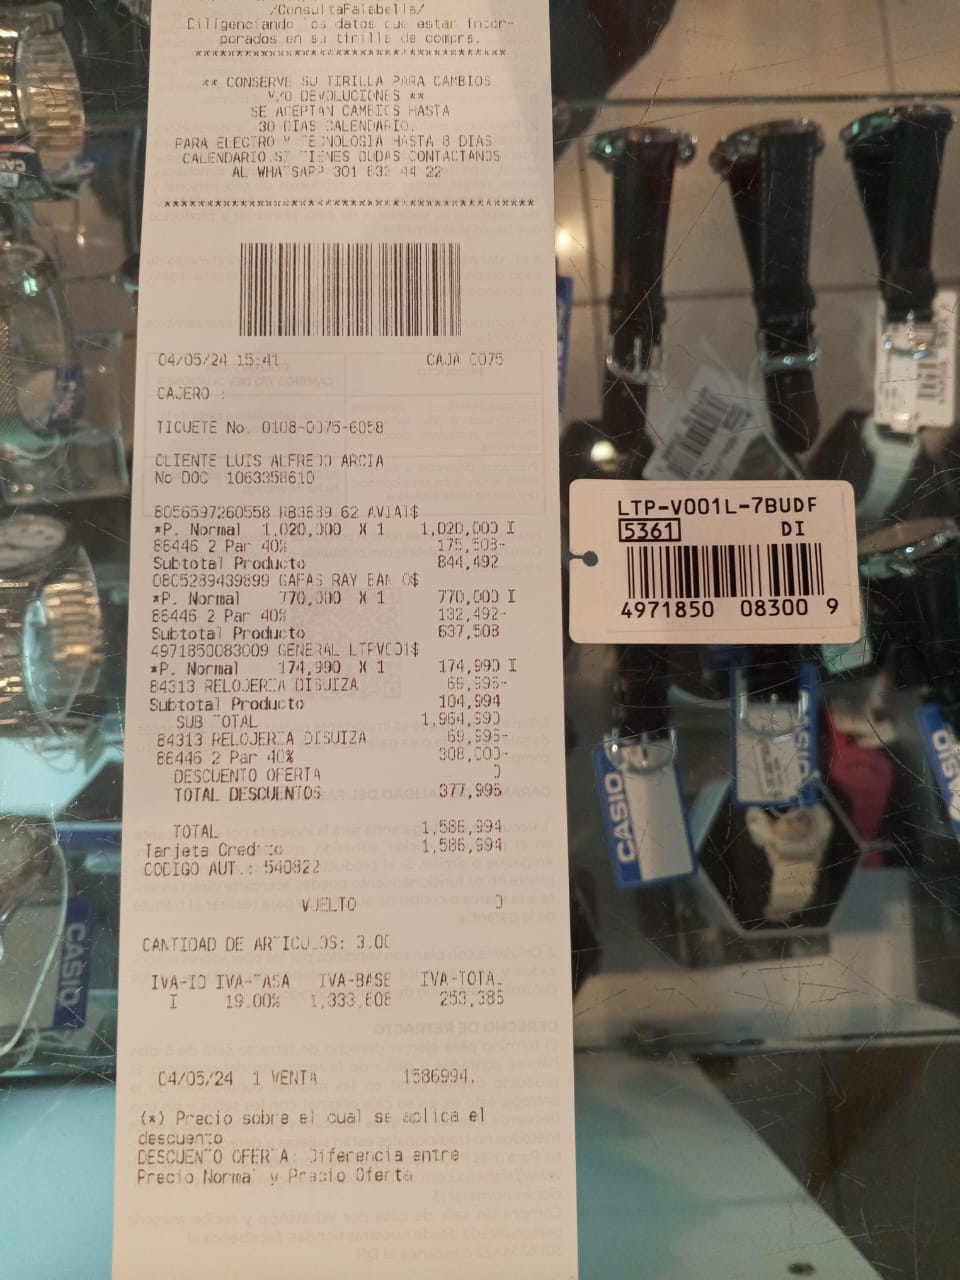 /ConsultaFalabella/
Diligenciando los datos que estan incor-
porados en su tirilla de compra.
****************************************
** CONSERVE SU TIRILLA PARA CAMBIOS
Y/O DEVOLUCIONES **
SE ACEPTAN CAMBIOS HASTA
30 DIAS CALENDARIO.
PARA ELECTRO Y TECNOLOGIA HASTA 8 DIAS
CALENDARIO.SI TIENES DUDAS CONTACTANOS
AL WHATSAPP 301 633 44 22
****************************************
04/05/24 15:41 CAJA 0075
CAJERO :
TICUETE No. 0108-0075-6058
CLIENTE LUIS ALFREDO ARCIA
No DOC 1063358610
8056597260558 RB3689 62 AVIAT$
*P. Normal 1,020,000 X 1 1,020,000 I
86446 2 Par 40% 175,508-
Subtotal Producto 844,492
0805289439899 GAFAS RAY BAN O$
*P. Normal 770,000 X 1 770,000 I
86446 2 Par 40% 132,492-
Subtotal Producto 637,508
4971850083009 GENERAL LTPV001$
*P. Normal 174,990 X 1 174,990 I
84313 RELOJERIA DISUIZA 69,996-
Subtotal Producto 104,994
SUB TOTAL 1,964,990
84313 RELOJERIA DISUIZA 69,996-
86446 2 Par 40% 308,000-
DESCUENTO OFERTA 0
TOTAL DESCUENTOS 377,996
TOTAL 1,586,994
Tarjeta Credito 1,586,994
CODIGO AUT.: 540822
VUELTO 0
CANTIDAD DE ARTICULOS: 3.00
IVA-ID IVA-TASA IVA-BASE IVA-TOTAL
I 19.00% 1,333,608 253,385
04/05/24 1 VENTA 1586994.
(*) Precio sobre el cual se aplica el
descuento
DESCUENTO OFERTA: Diferencia entre
Precio Normal y Precio Oferta
LTP-V001L-7BUDF
5361 DI
4971850 08300 9
CASIO
CASIO
CASIO
CASIO